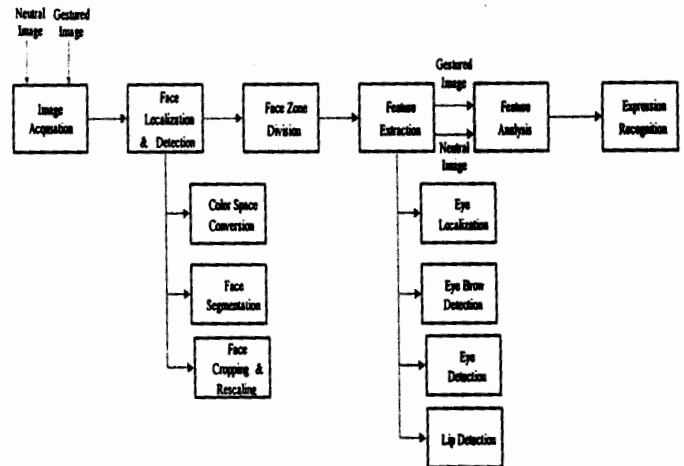 Neutral Image
Gestured Image
Image
Acqusation
Face
Localization
& Detection
Face Zone
Division
Feature
Extraction
Gestured
Image
Neutral
Image
Feature
Analysis
Expression
Recognition
Color Space
Conversion
Face
Segmentation
Face
Cropping &
Rescaling
Eye
Localization
Eye Brow
Detection
Eye
Detection
Lip Detection